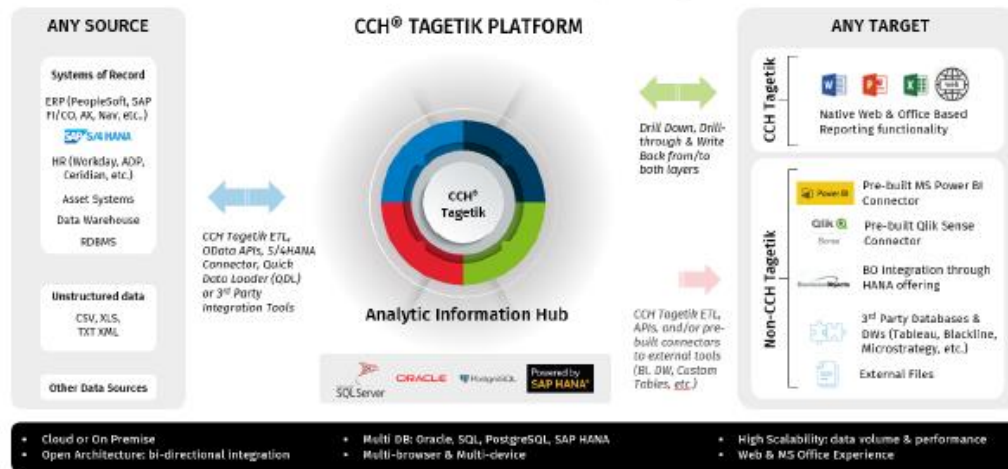 ANY SOURCE
Systems of Record
ERP (PeopleSoft, SAP
FI/CO, AX, Nav, etc.)
SAP S/4HANA
HR (Workday, ADP,
Ceridian, etc.)
Asset Systems
Data Warehouse
RDBMS
Unstructured data
CSV, XLS,
TXT XML
Other Data Sources
CCH Tagetik ETL,
OData APIs, S/4HANA
Connector, Quick
Data Loader (QDL)
or 3rd Party
Integration Tools
CCH® TAGETIK PLATFORM
CCH®
Tagetik
Analytic Information Hub
SQL Server
ORACLE
PostgreSQL
Powered by
SAP HANA®
Drill Down, Drill-
through & Write
Back from/to
both layers
CCH Tagetik ETL,
APIs, and/or pre-
built connectors
to external tools
(BI, DW, Custom
Tables, etc.)
ANY TARGET
CCH Tagetik
Native Web & Office Based
Reporting functionality
Non-CCH Tagetik
Power BI
Pre-built MS Power BI
Connector
Qlik
Sense
Pre-built Qlik Sense
Connector
BO Integration through
HANA offering
3rd Party Databases &
DWs (Tableau, Blackline,
Microstrategy, etc.)
External Files
• Cloud or On Premise
• Open Architecture: bi-directional integration
• Multi DB: Oracle, SQL, PostgreSQL, SAP HANA
• Multi-browser & Multi-device
• High Scalability: data volume & performance
• Web & MS Office Experience